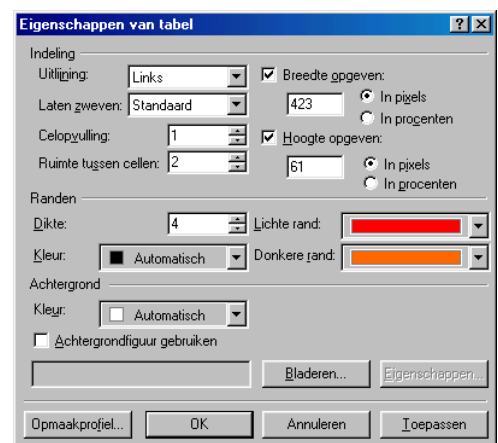 Eigenschappen van tabel
Indeling
Uitlijning: Links
Breedte opgeven:
Laten zweven: Standaard
423
In pixels
In procenten
Celopvulling: 1
Hoogte opgeven:
Ruimte tussen cellen: 2
61
In pixels
In procenten
Randen
Dikte: 4
Lichte rand:
Kleur: Automatisch
Donkere rand:
Achtergrond
Kleur: Automatisch
Achtergrondfiguur gebruiken
Bladeren... Eigenschappen...
Opmaakprofiel... OK Annuleren Toepassen